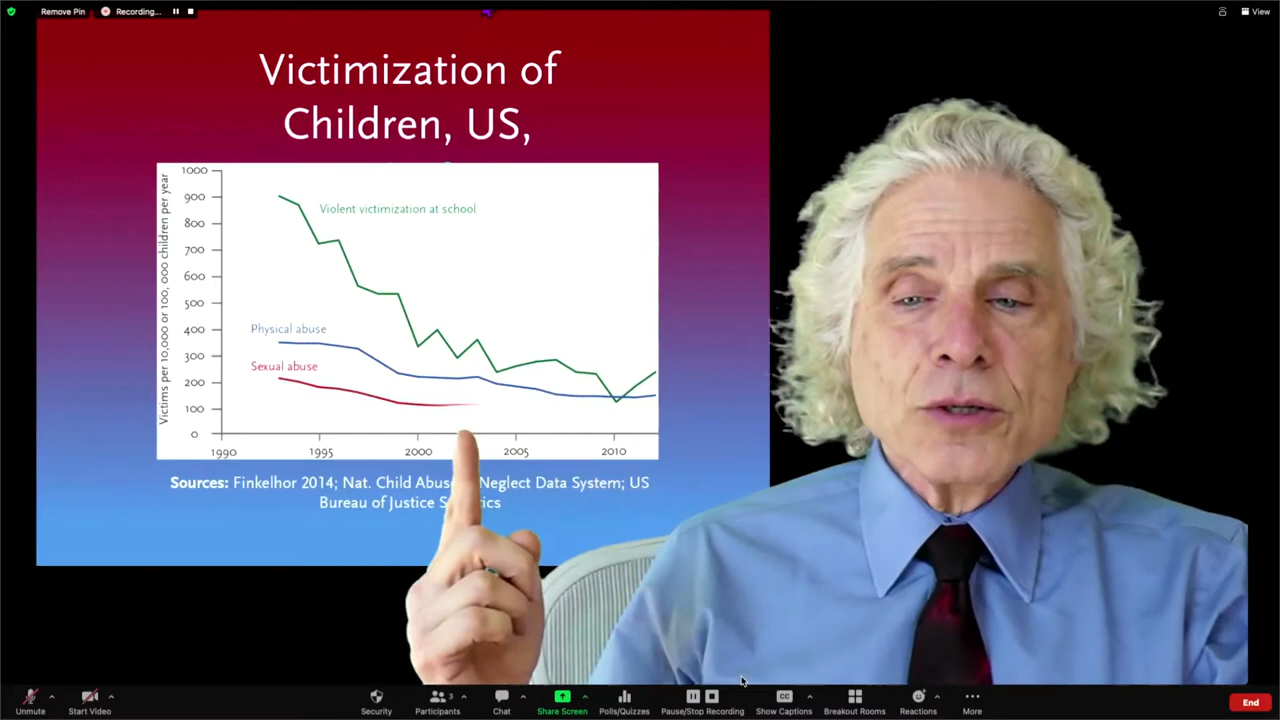 Remove Pin
Recording...
View
Victimization of
Children, US,
Victims per 10,000 or 100, 000 children per year
1000
900
800
700
600
500
400
300
200
100
0
Violent victimization at school
Physical abuse
Sexual abuse
1990 1995 2000 2005 2010
Sources: Finkelhor 2014; Nat. Child Neglect Data System; US
Bureau of Justice
Unmute
Start Video
Security
3
Participants
Chat
Share Screen
Polls/Quizzes
Pause/Stop Recording
CC
Show Captions
Breakout Rooms
Reactions
More
End